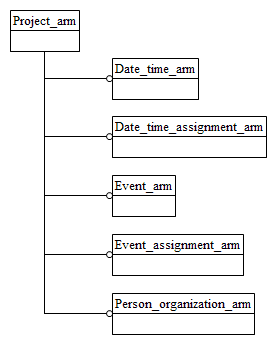 Project_arm
Date_time_arm
Date_time_assignment_arm
Event_arm
Event_assignment_arm
Person_organization_arm